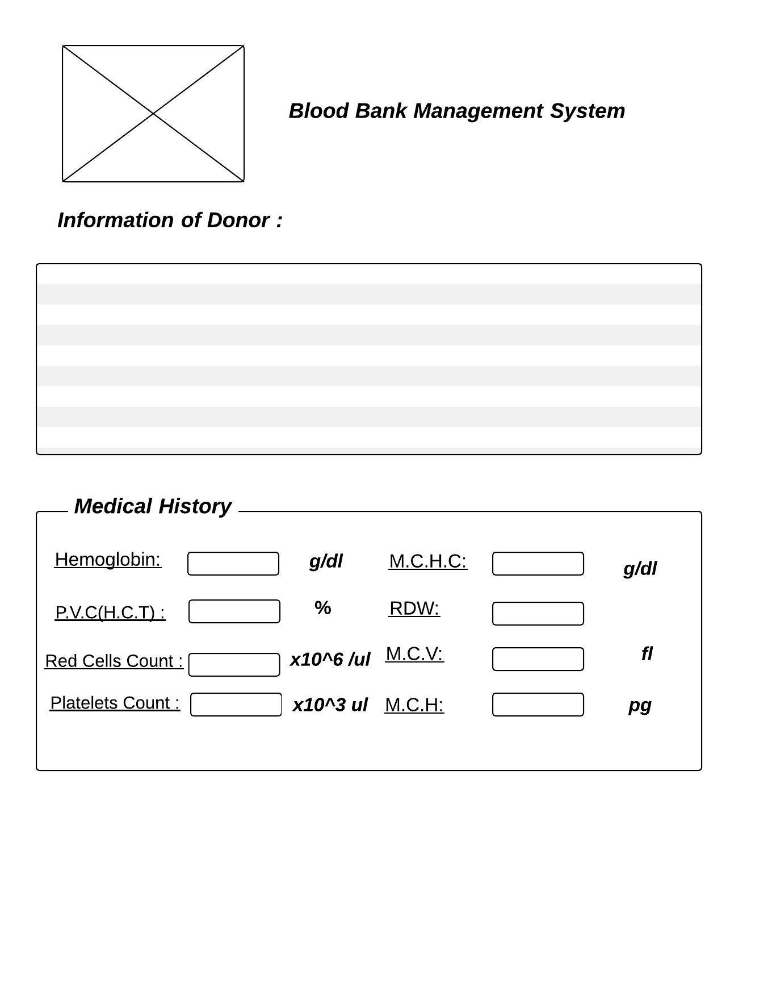 Blood Bank Management System
Information of Donor :
Medical History
Hemoglobin: g/dl M.C.H.C: g/dl
P.V.C(H.C.T) : % RDW:
Red Cells Count : x10^6 /ul M.C.V: fl
Platelets Count : x10^3 ul M.C.H: pg